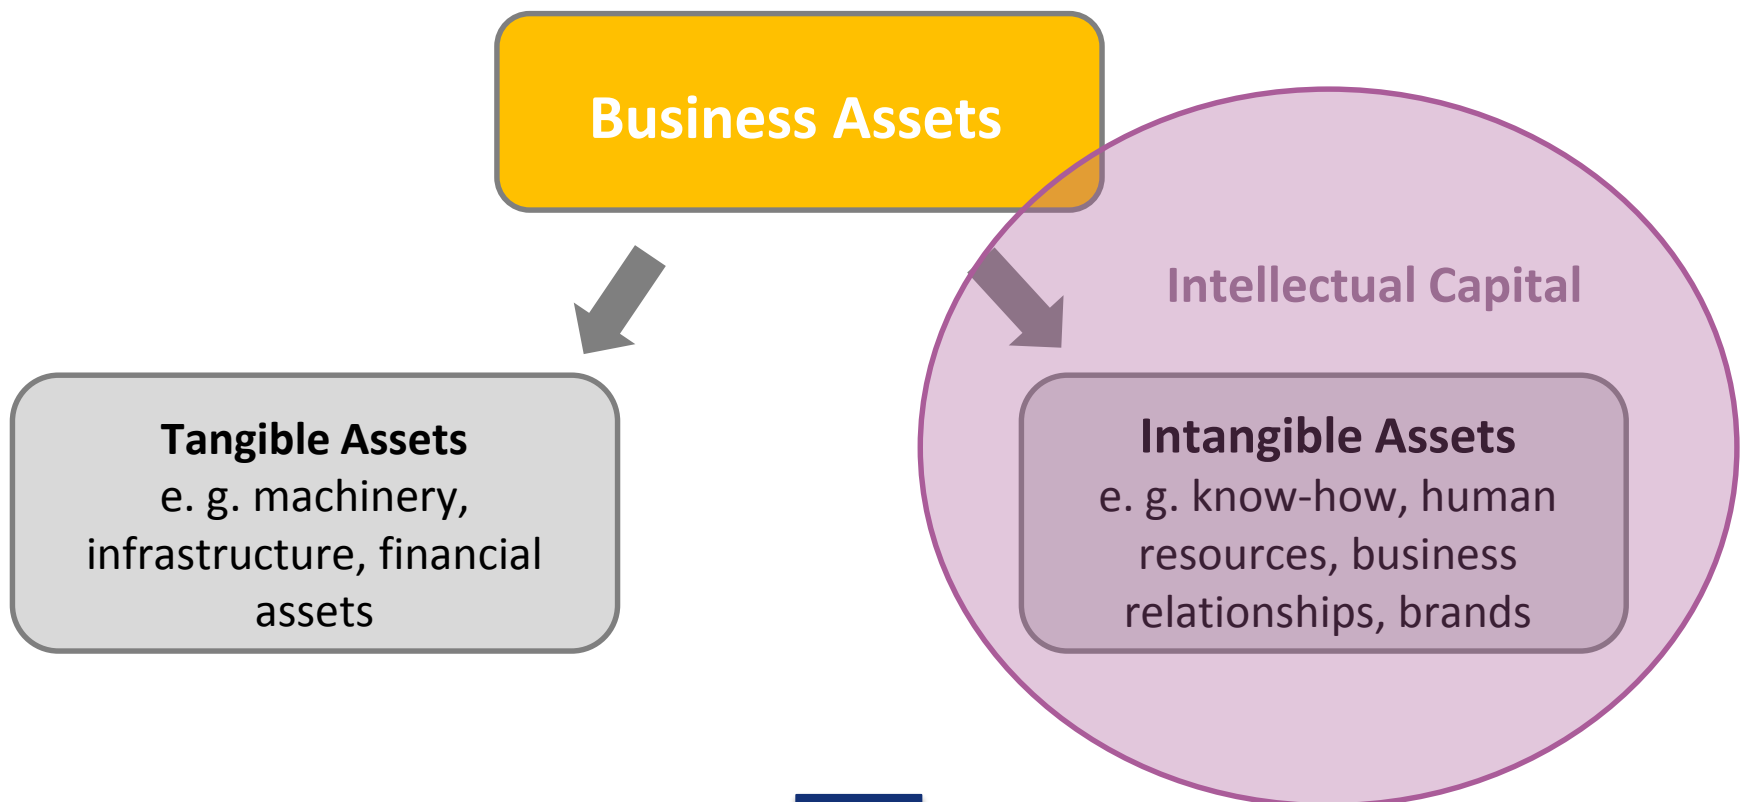 Business Assets
Intellectual Capital
Tangible Assets
e. g. machinery,
infrastructure, financial
assets
Intangible Assets
e. g. know-how, human
resources, business
relationships, brands